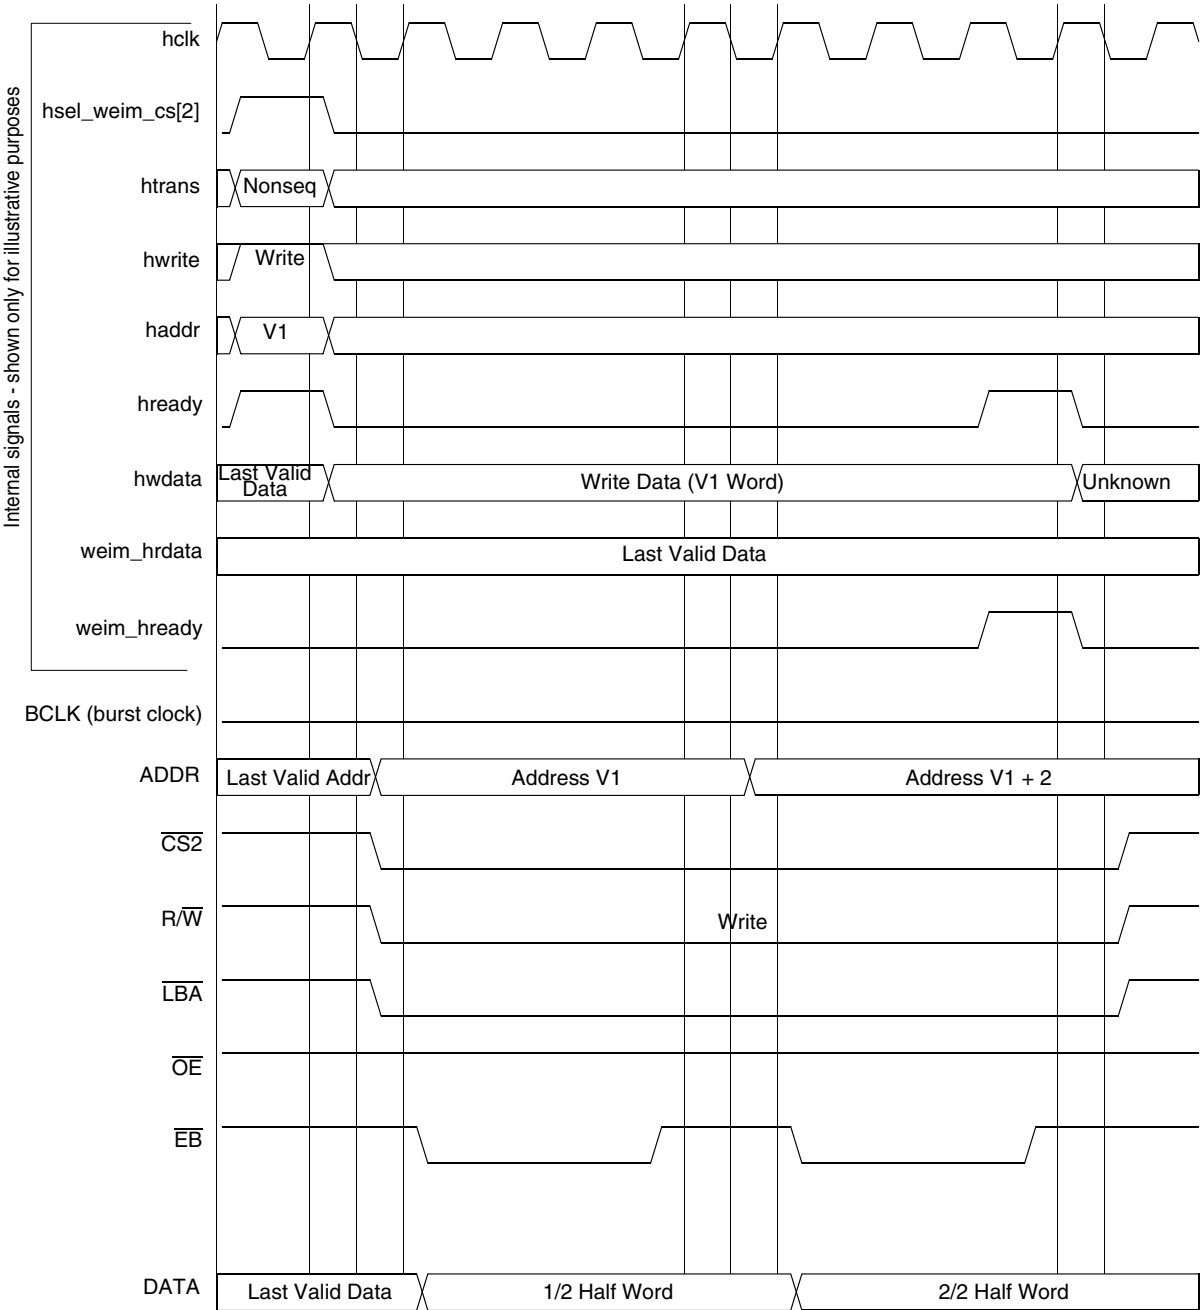 Internal signals - shown only for illustrative purposes
hclk
hsel_weim_cs[2]
htrans
Nonseq
hwrite
Write
haddr
V1
hready
hwdata
Last Valid
Data
Write Data (V1 Word)
Unknown
weim_hrdata
Last Valid Data
weim_hready
BCLK (burst clock)
ADDR
Last Valid Addr
Address V1
Address V1 + 2
CS2
R/W
Write
LBA
OE
EB
DATA
Last Valid Data
1/2 Half Word
2/2 Half Word